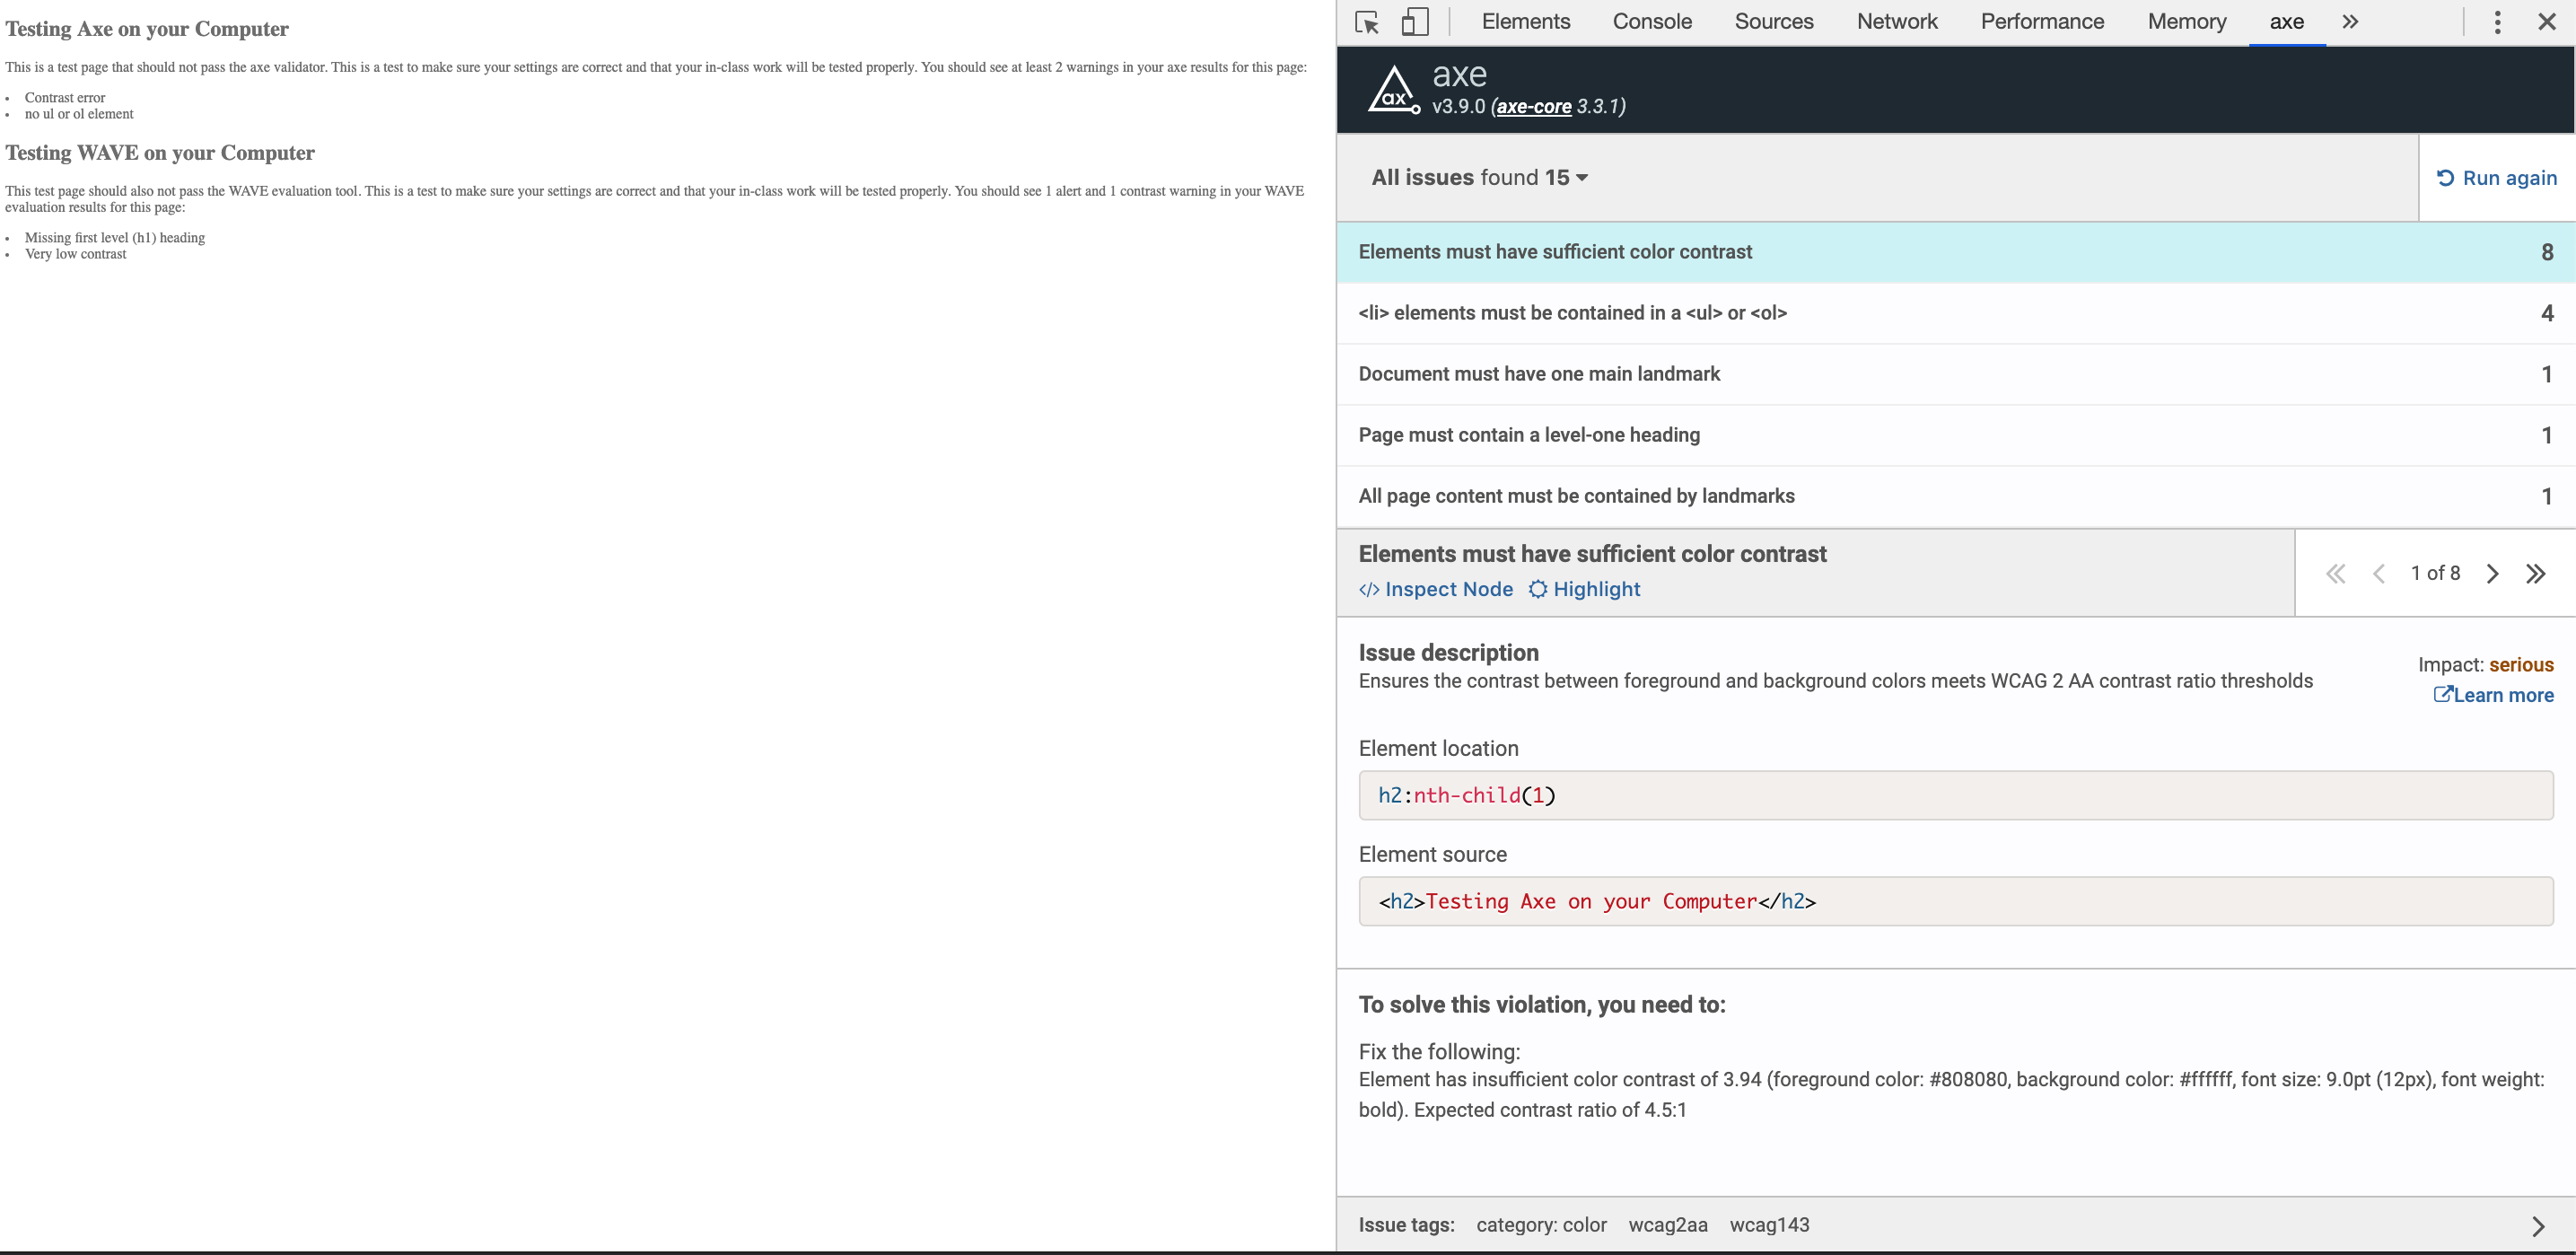 Testing Axe on your Computer
This is a test page that should not pass the axe validator. This is a test to make sure your settings are correct and that your in-class work will be tested properly. You should see at least 2 warnings in your axe results for this page:
• Contrast error
• no ul or ol element
Testing WAVE on your Computer
This test page should also not pass the WAVE evaluation tool. This is a test to make sure your settings are correct and that your in-class work will be tested properly. You should see 1 alert and 1 contrast warning in your WAVE
evaluation results for this page:
• Missing first level (h1) heading
• Very low contrast
Elements Console Sources Network Performance Memory axe
ax
axe
v3.9.0 (axe-core 3.3.1)
All issues found 15
Run again
Elements must have sufficient color contrast 8
<li> elements must be contained in a <ul> or <ol> 4
Document must have one main landmark 1
Page must contain a level-one heading 1
All page content must be contained by landmarks 1
Elements must have sufficient color contrast
</> Inspect Node Highlight
1 of 8
Issue description
Ensures the contrast between foreground and background colors meets WCAG 2 AA contrast ratio thresholds
Impact: serious
Learn more
Element location
h2:nth-child(1)
Element source
<h2>Testing Axe on your Computer</h2>
To solve this violation, you need to:
Fix the following:
Element has insufficient color contrast of 3.94 (foreground color: #808080, background color: #ffffff, font size: 9.0pt (12px), font weight:
bold). Expected contrast ratio of 4.5:1
Issue tags: category: color wcag2aa wcag143